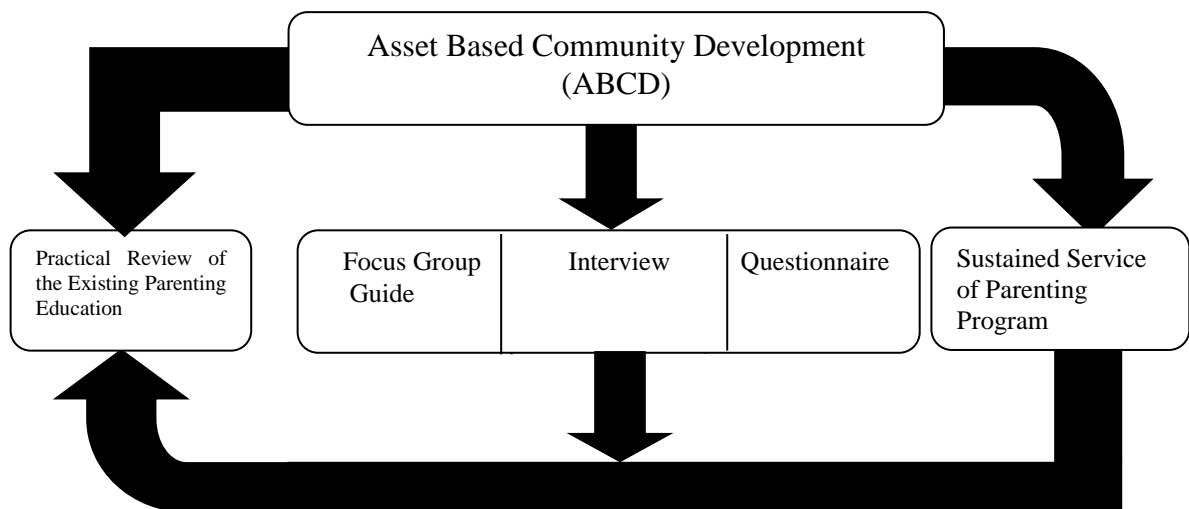 Asset Based Community Development
(ABCD)
Practical Review of
the Existing Parenting
Education
Focus Group
Guide
Interview
Questionnaire
Sustained Service
of Parenting
Program